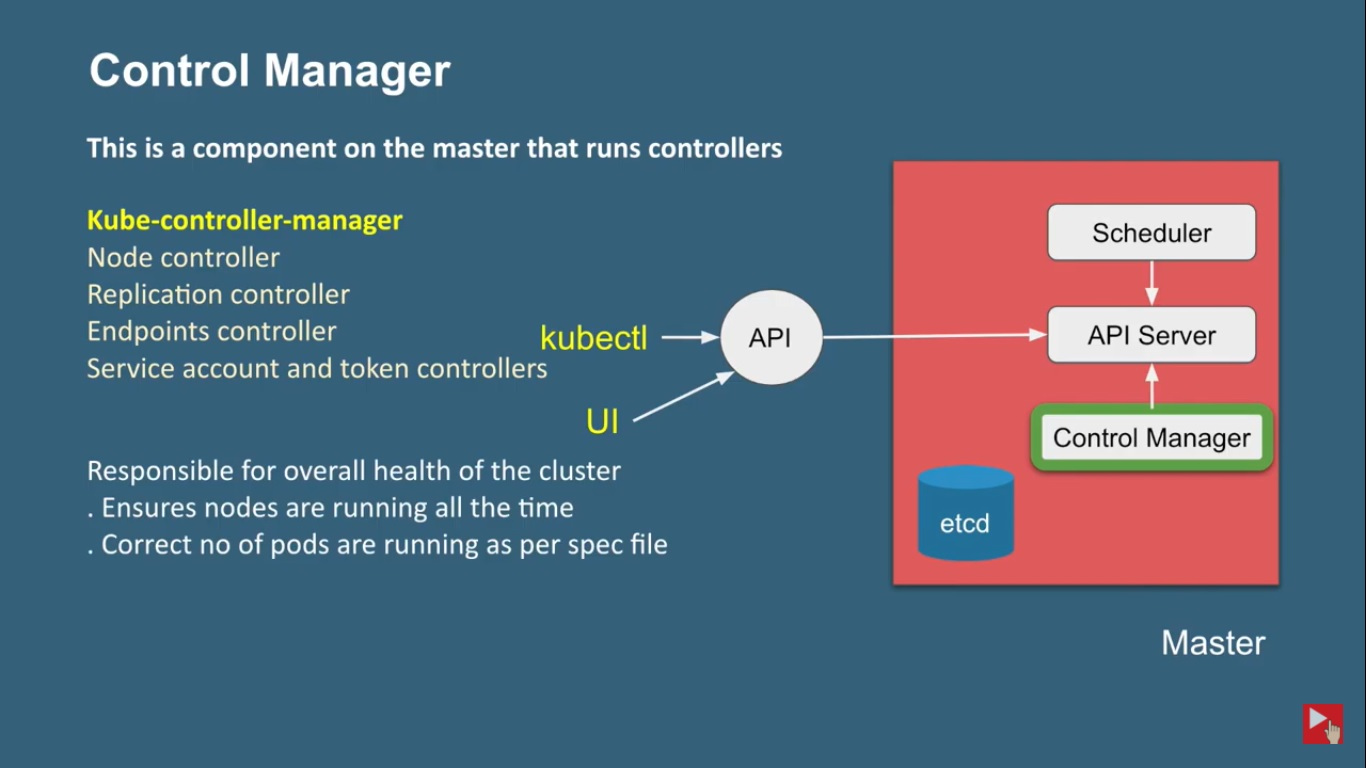 Control Manager
This is a component on the master that runs controllers
Kube-controller-manager
Node controller
Replication controller
Endpoints controller
Service account and token controllers
Responsible for overall health of the cluster
. Ensures nodes are running all the time
. Correct no of pods are running as per spec file
kubectl
UI
API
Scheduler
API Server
Control Manager
etcd
Master